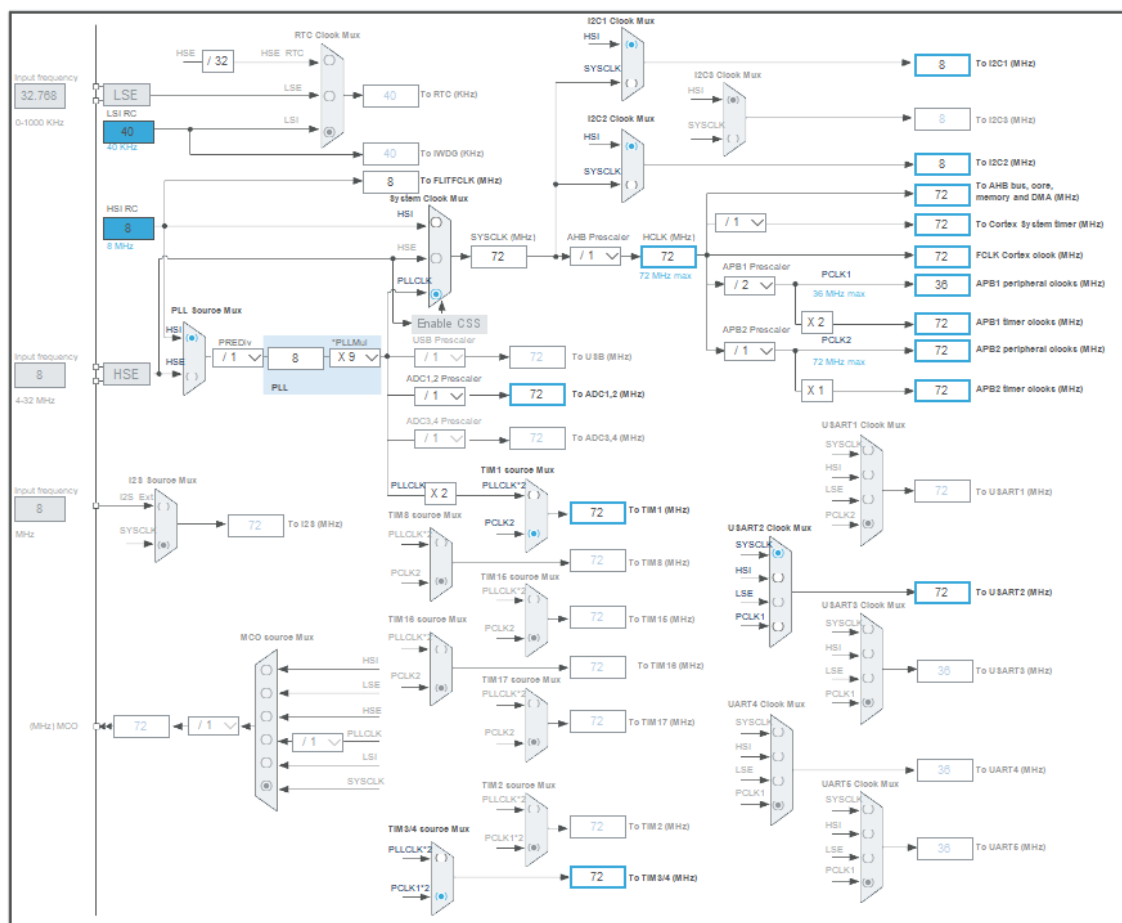 RTC Clock Mux
HSE
/ 32
HSE_RTC
Input frequency
32.768
0-1000 KHz
LSE
LSE
40
To RTC (KHz)
LSI RC
40
40 KHz
LSI
40
To IWDG (KHz)
8
To FLITFCLK (MHz)
HSI RC
8
8 MHz
System Clock Mux
HSI
HSE
PLLCLK
SYSCLK (MHz)
72
AHB Prescaler
/ 1
HCLK (MHz)
72
72 MHz max
Enable CSS
I2C1 Clock Mux
HSI
SYSCLK
8
To I2C1 (MHz)
I2C3 Clock Mux
HSI
SYSCLK
8
To I2C3 (MHz)
I2C2 Clock Mux
HSI
SYSCLK
8
To I2C2 (MHz)
72
To AHB bus, core,
memory and DMA (MHz)
/ 1
72
To Cortex System timer (MHz)
72
FCLK Cortex clock (MHz)
APB1 Prescaler
/ 2
PCLK1
36 MHz max
36
APB1 peripheral clocks (MHz)
X 2
72
APB1 timer clocks (MHz)
APB2 Prescaler
/ 1
PCLK2
72 MHz max
72
APB2 peripheral clocks (MHz)
X 1
72
APB2 timer clocks (MHz)
PLL Source Mux
HSI
HSE
PREDiv
/ 1
8
*PLLMul
X 9
PLL
Input frequency
8
4-32 MHz
HSE
USB Prescaler
/ 1
72
To USB (MHz)
ADC1,2 Prescaler
/ 1
72
To ADC1,2 (MHz)
ADC3,4 Prescaler
/ 1
72
To ADC3,4 (MHz)
Input frequency
8
MHz
I2S Source Mux
I2S_Ext
SYSCLK
72
To I2S (MHz)
PLLCLK
X 2
TIM1 source Mux
PLLCLK*2
PCLK2
72
To TIM1 (MHz)
TIM8 source Mux
PLLCLK*2
PCLK2
72
To TIM8 (MHz)
TIM15 source Mux
PLLCLK*2
PCLK2
72
To TIM15 (MHz)
TIM16 source Mux
PLLCLK*2
PCLK2
72
To TIM16 (MHz)
TIM17 source Mux
PLLCLK*2
PCLK2
72
To TIM17 (MHz)
TIM2 source Mux
PLLCLK*2
PCLK1*2
72
To TIM2 (MHz)
TIM3/4 source Mux
PLLCLK*2
PCLK1*2
72
To TIM3/4 (MHz)
MCO source Mux
HSI
LSE
HSE
/ 1
PLLCLK
LSI
SYSCLK
(MHz) MCO
72
/ 1
USART1 Clock Mux
SYSCLK
HSI
LSE
PCLK2
72
To USART1 (MHz)
USART2 Clock Mux
SYSCLK
HSI
LSE
PCLK1
72
To USART2 (MHz)
USART3 Clock Mux
SYSCLK
HSI
LSE
PCLK1
36
To USART3 (MHz)
UART4 Clock Mux
SYSCLK
HSI
LSE
PCLK1
36
To UART4 (MHz)
UART5 Clock Mux
SYSCLK
HSI
LSE
PCLK1
36
To UART5 (MHz)